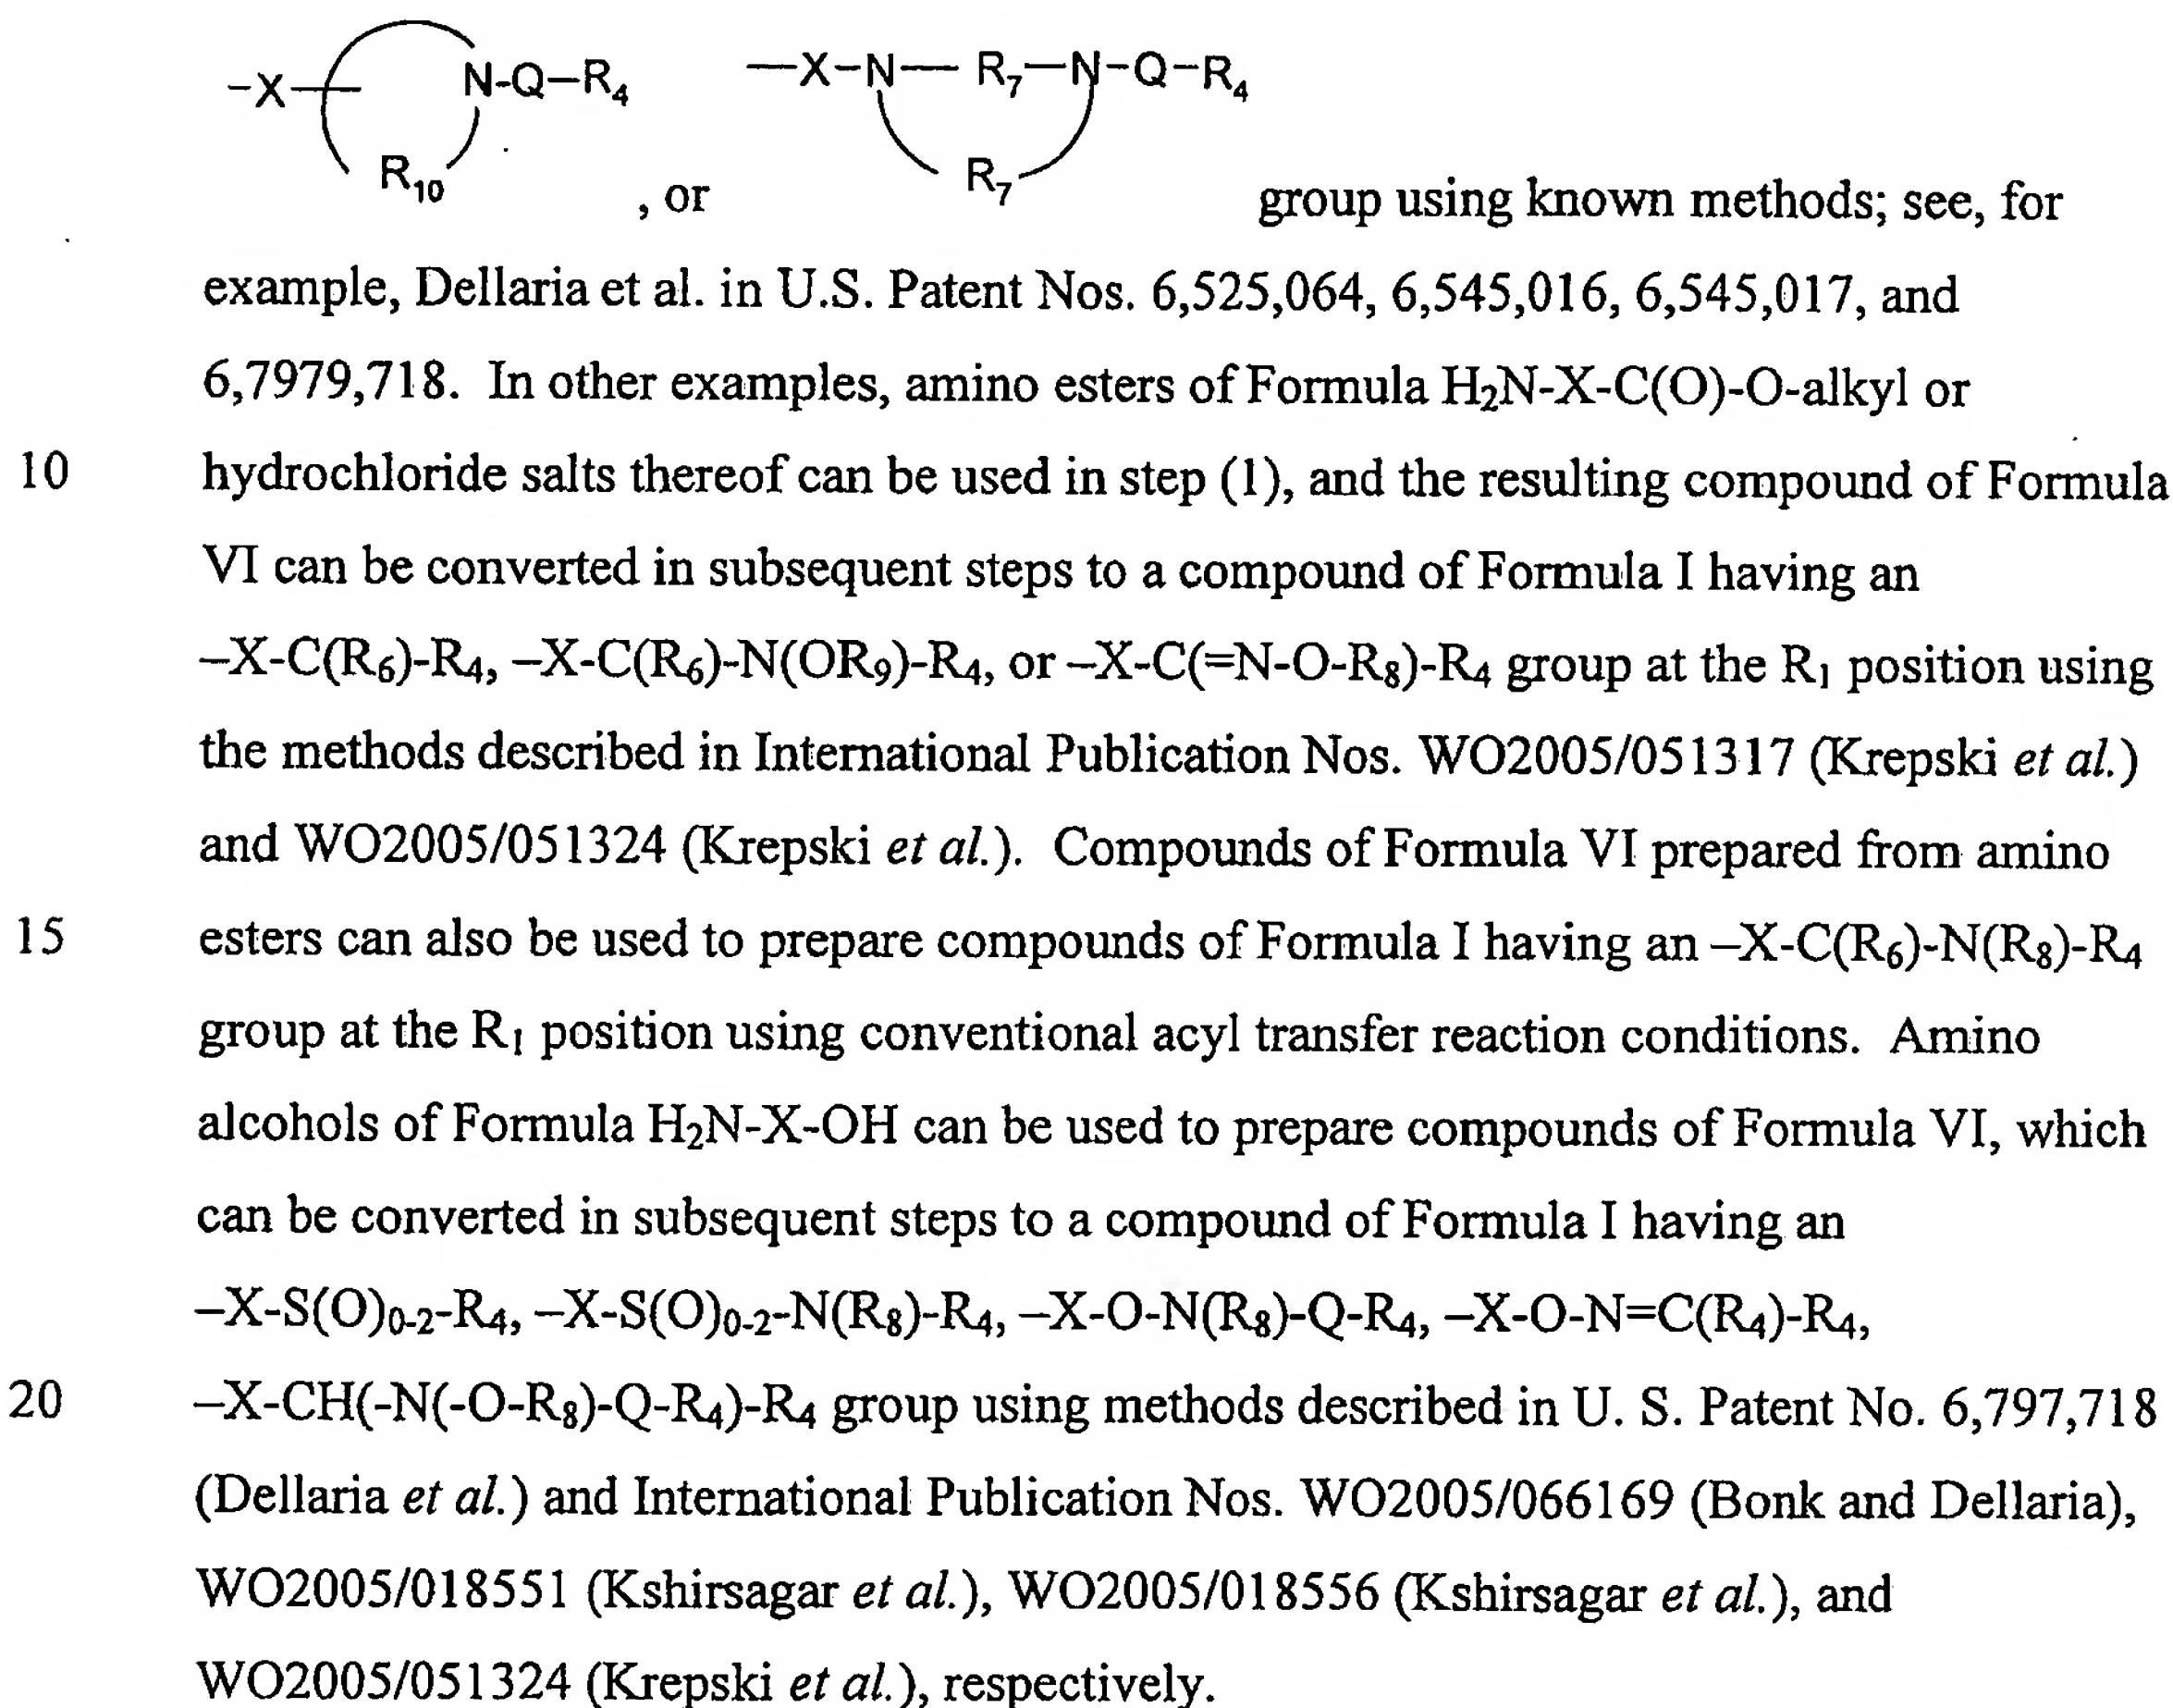 –X– N-Q–R₄ —X–N— R₇—N–Q–R₄
R₁₀ , or R₇ group using known methods; see, for
example, Dellaria et al. in U.S. Patent Nos. 6,525,064, 6,545,016, 6,545,017, and
6,7979,718. In other examples, amino esters of Formula H₂N-X-C(O)-O-alkyl or
10 hydrochloride salts thereof can be used in step (1), and the resulting compound of Formula
VI can be converted in subsequent steps to a compound of Formula I having an
–X-C(R₆)-R₄, –X-C(R₆)-N(OR₉)-R₄, or –X-C(=N-O-R₈)-R₄ group at the R₁ position using
the methods described in International Publication Nos. WO2005/051317 (Krepski et al.)
and WO2005/051324 (Krepski et al.). Compounds of Formula VI prepared from amino
15 esters can also be used to prepare compounds of Formula I having an –X-C(R₆)-N(R₈)-R₄
group at the R₁ position using conventional acyl transfer reaction conditions. Amino
alcohols of Formula H₂N-X-OH can be used to prepare compounds of Formula VI, which
can be converted in subsequent steps to a compound of Formula I having an
–X-S(O)₀₋₂-R₄, –X-S(O)₀₋₂-N(R₈)-R₄, –X-O-N(R₈)-Q-R₄, –X-O-N=C(R₄)-R₄,
20 –X-CH(-N(-O-R₈)-Q-R₄)-R₄ group using methods described in U. S. Patent No. 6,797,718
(Dellaria et al.) and International Publication Nos. WO2005/066169 (Bonk and Dellaria),
WO2005/018551 (Kshirsagar et al.), WO2005/018556 (Kshirsagar et al.), and
WO2005/051324 (Krepski et al.), respectively.